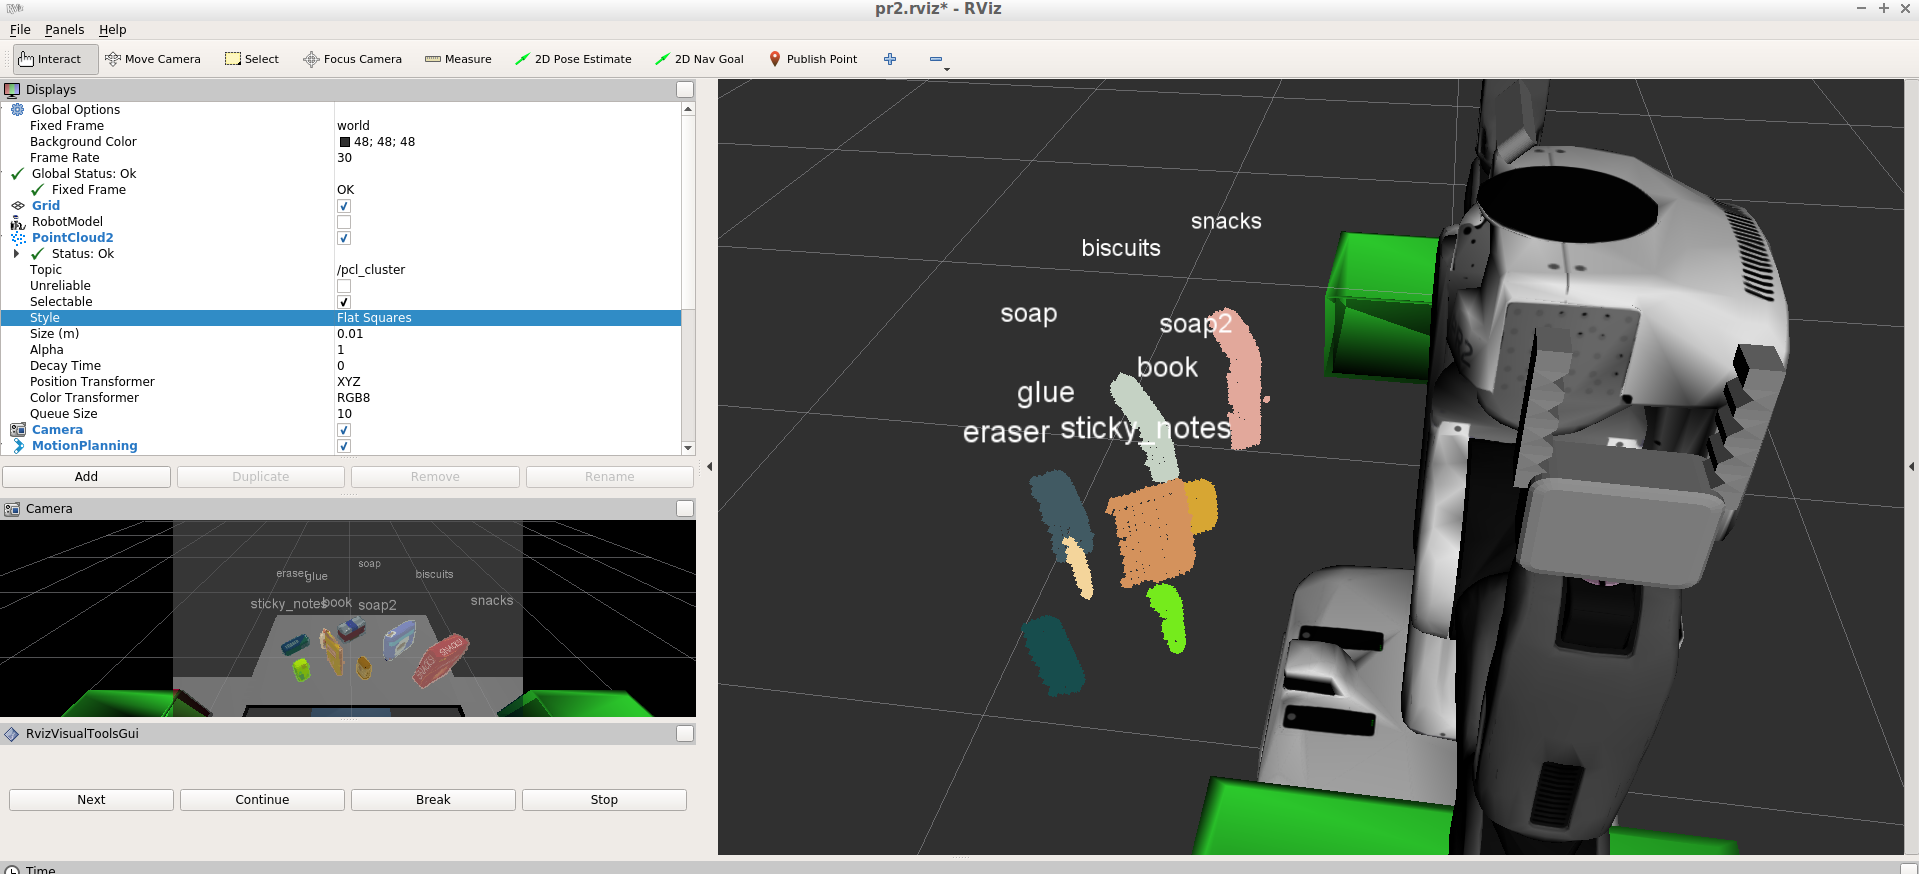 pr2.rviz* - RViz
File Panels Help
Interact Move Camera Select Focus Camera Measure 2D Pose Estimate 2D Nav Goal Publish Point
Displays
Global Options
Fixed Frame world
Background Color 48; 48; 48
Frame Rate 30
Global Status: Ok
Fixed Frame OK
Grid
RobotModel
PointCloud2
Status: Ok
Topic /pcl_cluster
Unreliable
Selectable
Style Flat Squares
Size (m) 0.01
Alpha 1
Decay Time 0
Position Transformer XYZ
Color Transformer RGB8
Queue Size 10
Camera
MotionPlanning
Add Duplicate Remove Rename
Camera
soap
eraser glue biscuits
sticky_notes book soap2 snacks
SNACKS SNACKS
RvizVisualToolsGui
Next Continue Break Stop
Time
snacks
biscuits
soap soap2
book
glue
eraser sticky_notes
2